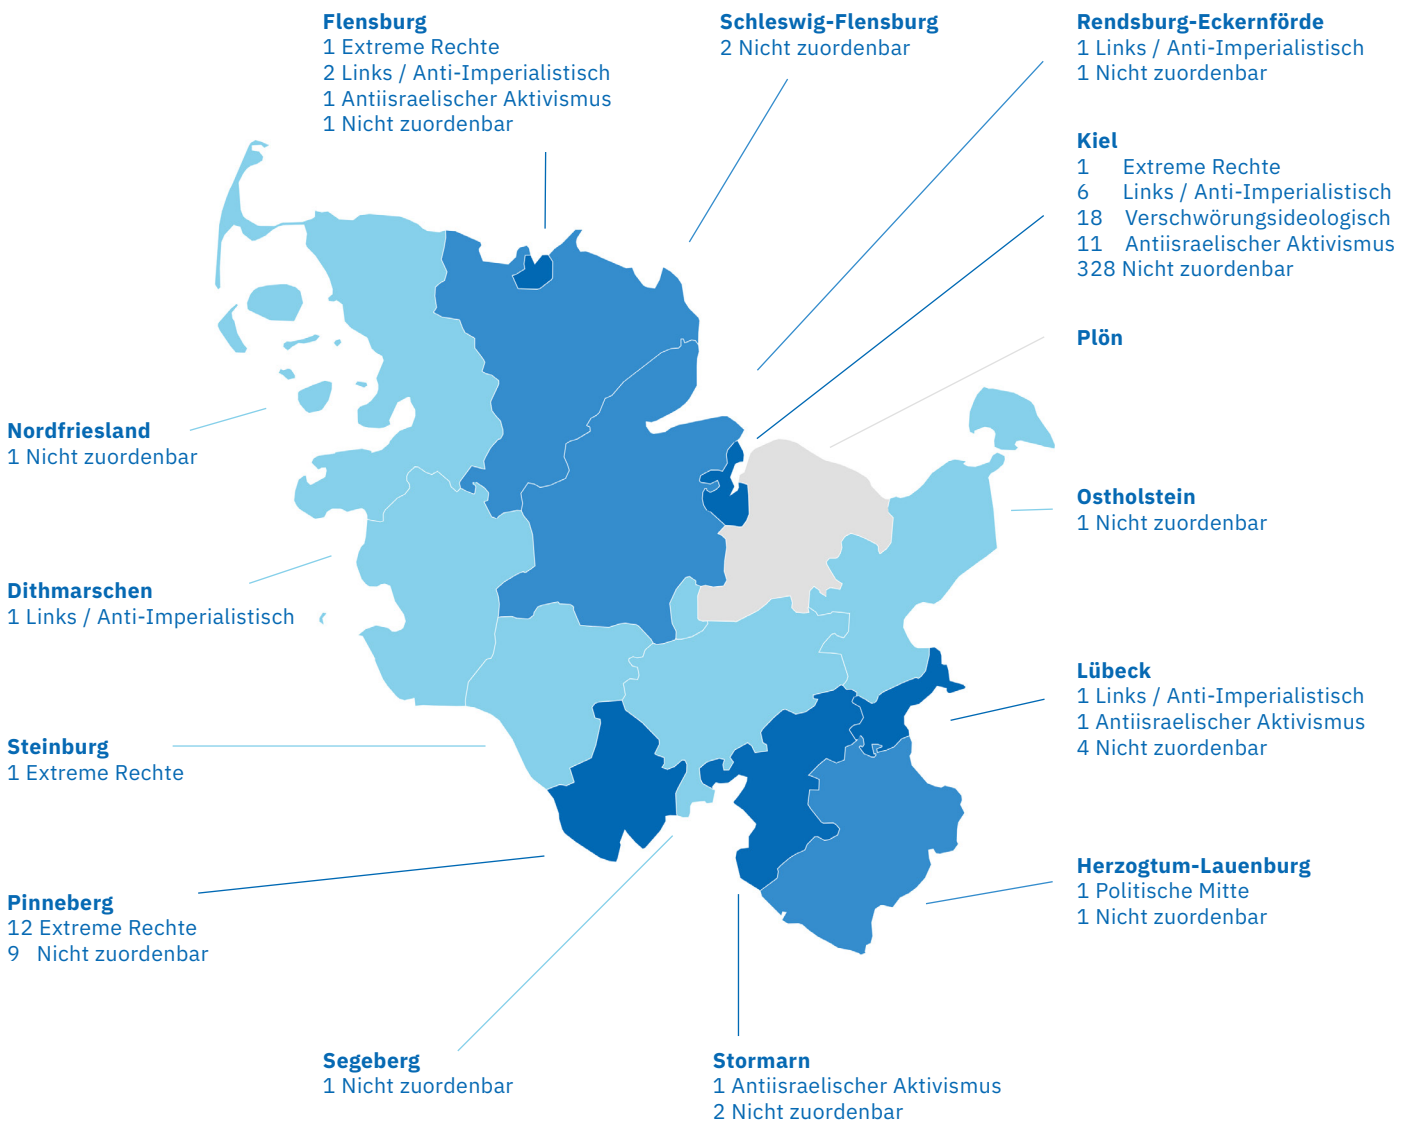 Flensburg
1 Extreme Rechte
2 Links / Anti-Imperialistisch
1 Antiisraelischer Aktivismus
1 Nicht zuordenbar
Schleswig-Flensburg
2 Nicht zuordenbar
Rendsburg-Eckernförde
1 Links / Anti-Imperialistisch
1 Nicht zuordenbar
Kiel
1 Extreme Rechte
6 Links / Anti-Imperialistisch
18 Verschwörungsideologisch
11 Antiisraelischer Aktivismus
328 Nicht zuordenbar
Plön
Nordfriesland
1 Nicht zuordenbar
Ostholstein
1 Nicht zuordenbar
Dithmarschen
1 Links / Anti-Imperialistisch
Lübeck
1 Links / Anti-Imperialistisch
1 Antiisraelischer Aktivismus
4 Nicht zuordenbar
Steinburg
1 Extreme Rechte
Herzogtum-Lauenburg
1 Politische Mitte
1 Nicht zuordenbar
Pinneberg
12 Extreme Rechte
9 Nicht zuordenbar
Segeberg
1 Nicht zuordenbar
Stormarn
1 Antiisraelischer Aktivismus
2 Nicht zuordenbar